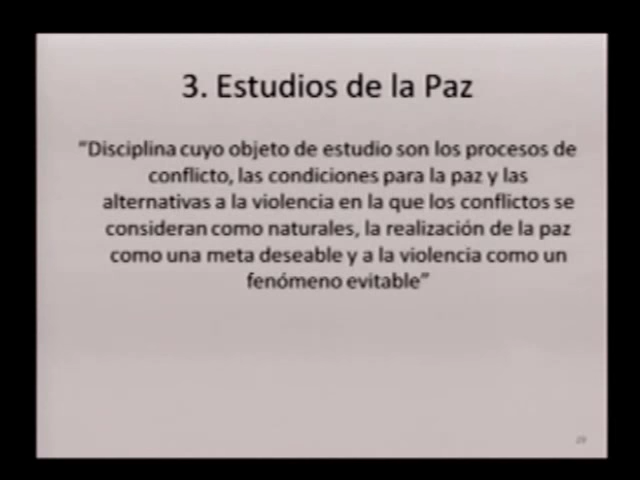 3. Estudios de la Paz
"Disciplina cuyo objeto de estudio son los procesos de
conflicto, las condiciones para la paz y las
alternativas a la violencia en la que los conflictos se
consideran como naturales, la realización de la paz
como una meta deseable y a la violencia como un
fenómeno evitable"